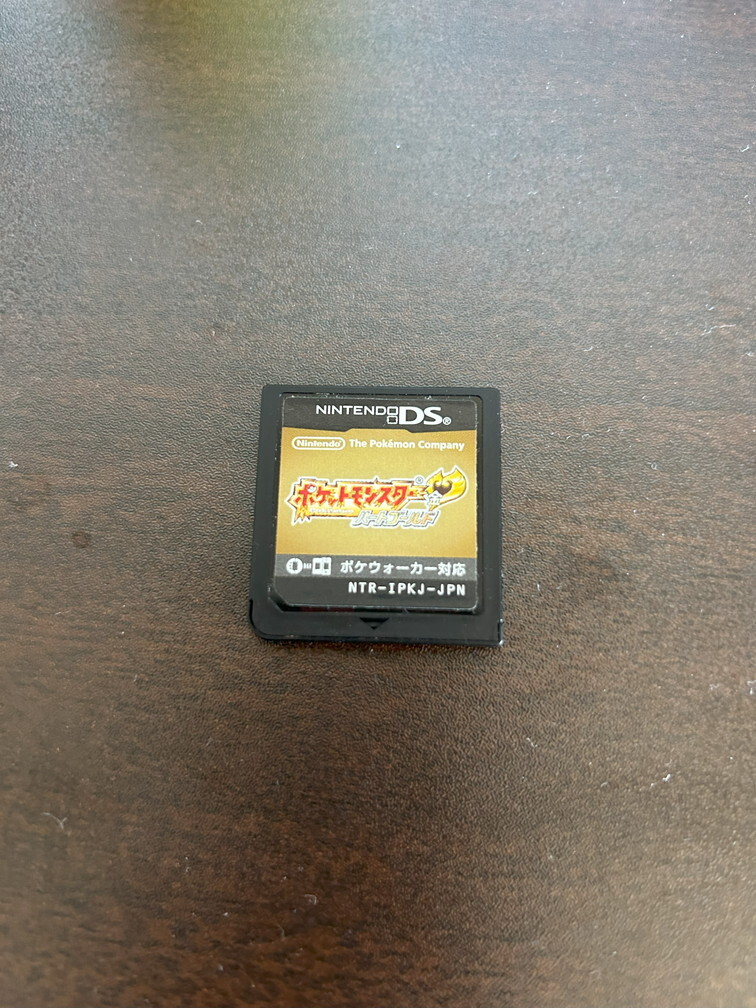 NINTENDO DS®
Nintendo® The Pokémon Company
ポケットモンスター®
ハートゴールド
ポケウォーカー対応
NTR-IPKJ-JPN